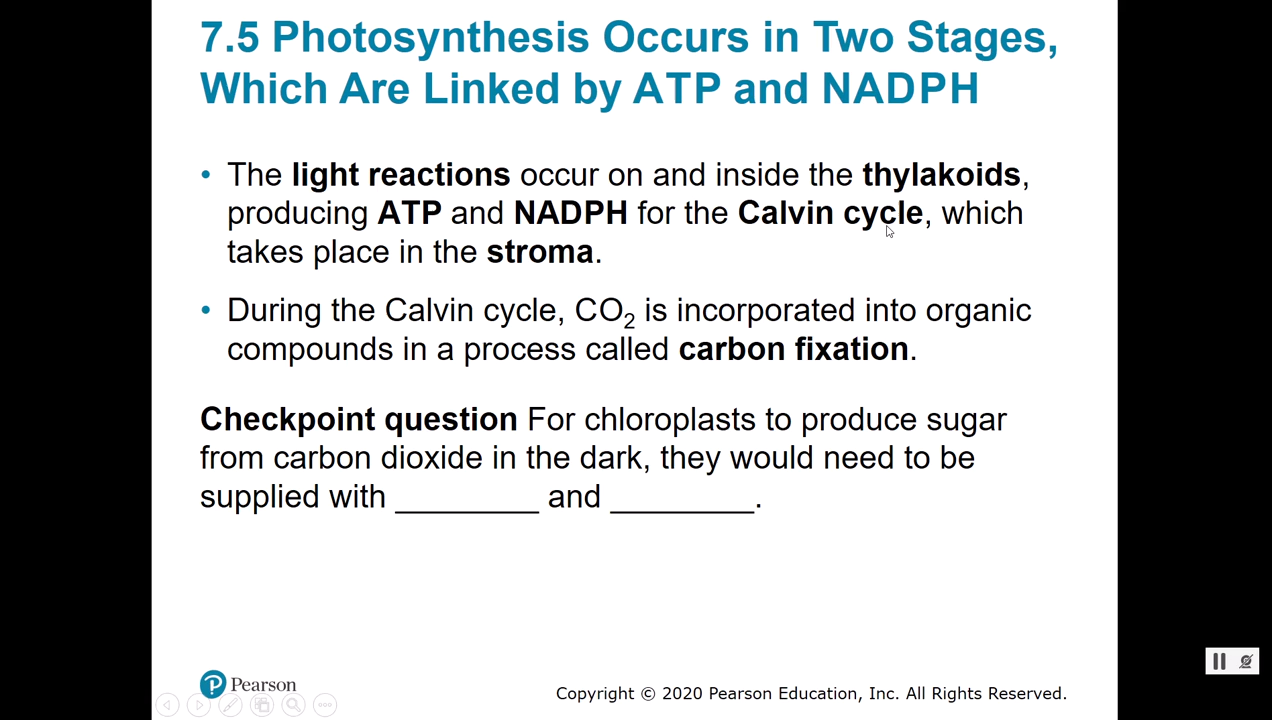 7.5 Photosynthesis Occurs in Two Stages,
Which Are Linked by ATP and NADPH
• The light reactions occur on and inside the thylakoids,
producing ATP and NADPH for the Calvin cycle, which
takes place in the stroma.
• During the Calvin cycle, CO₂ is incorporated into organic
compounds in a process called carbon fixation.
Checkpoint question For chloroplasts to produce sugar
from carbon dioxide in the dark, they would need to be
supplied with ________ and ________.
P Pearson
Copyright © 2020 Pearson Education, Inc. All Rights Reserved.